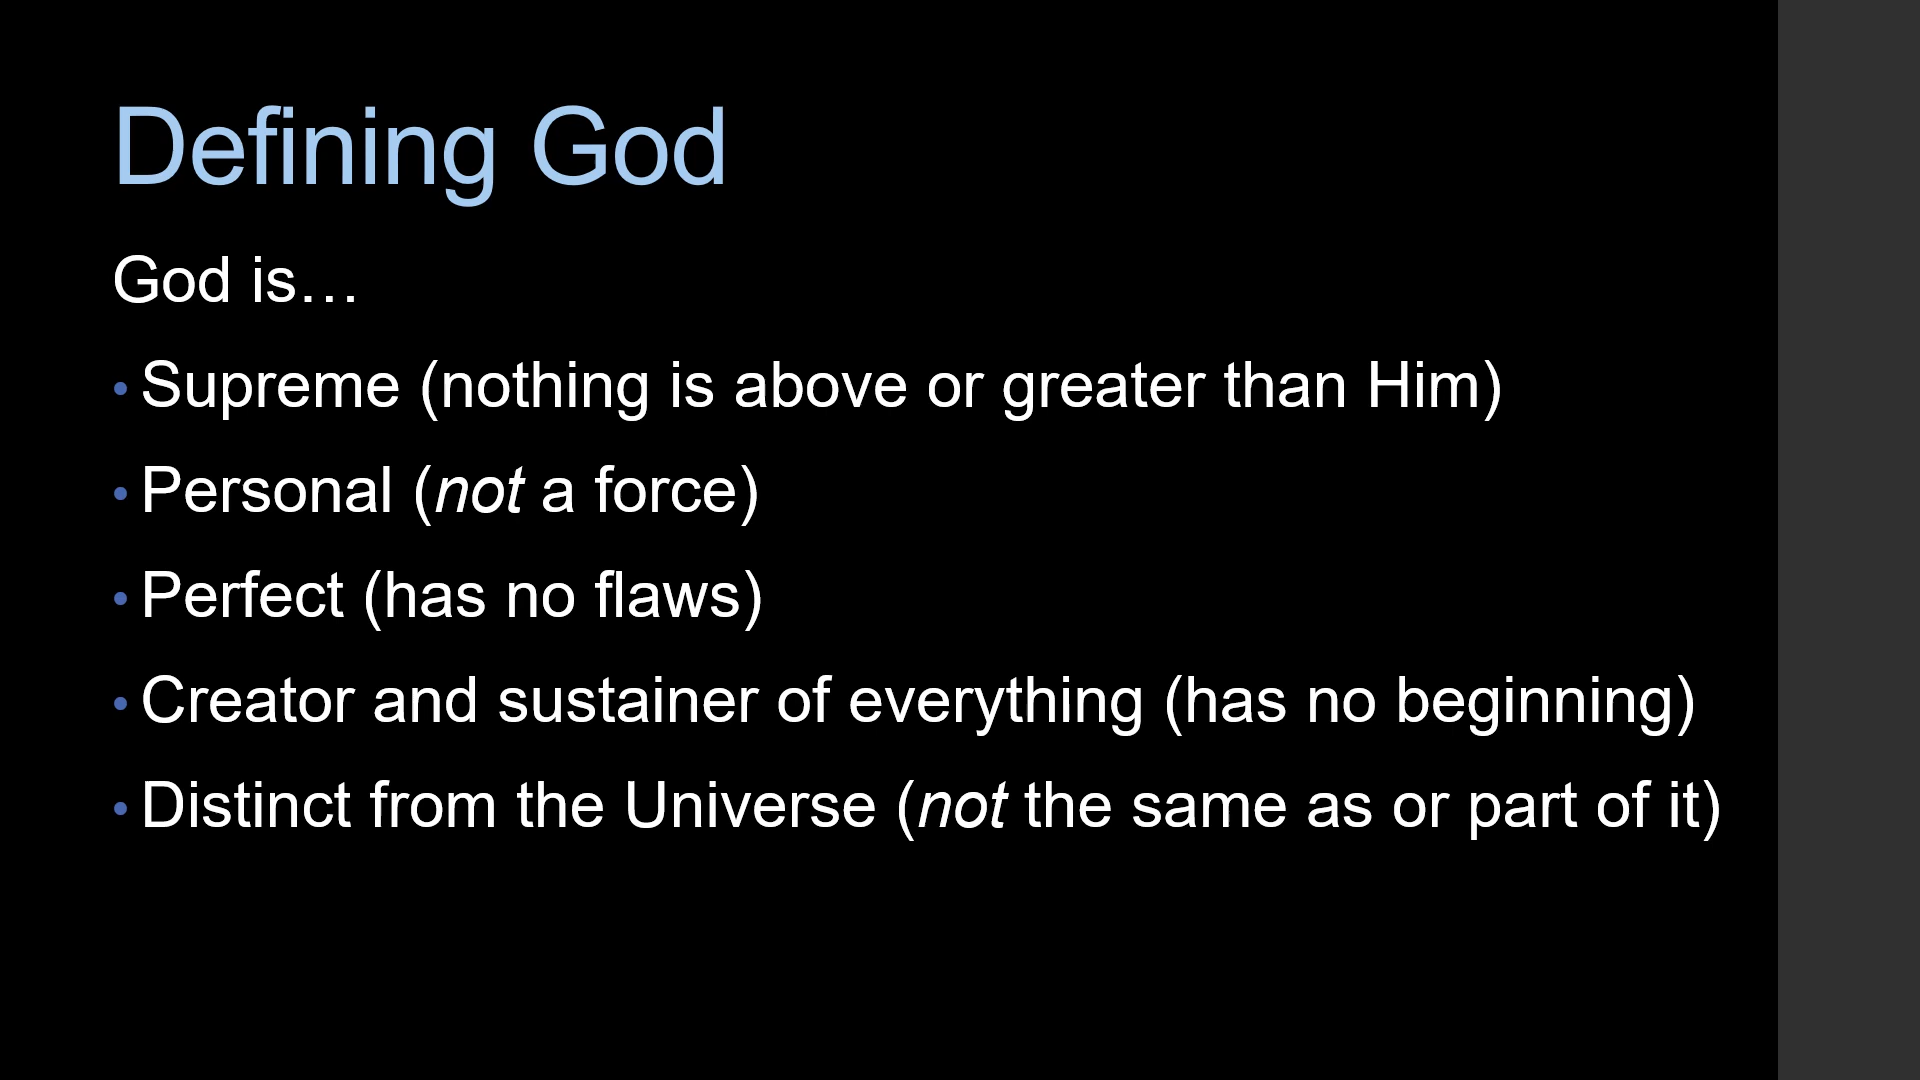 Defining God
God is…
• Supreme (nothing is above or greater than Him)
• Personal (not a force)
• Perfect (has no flaws)
• Creator and sustainer of everything (has no beginning)
• Distinct from the Universe (not the same as or part of it)